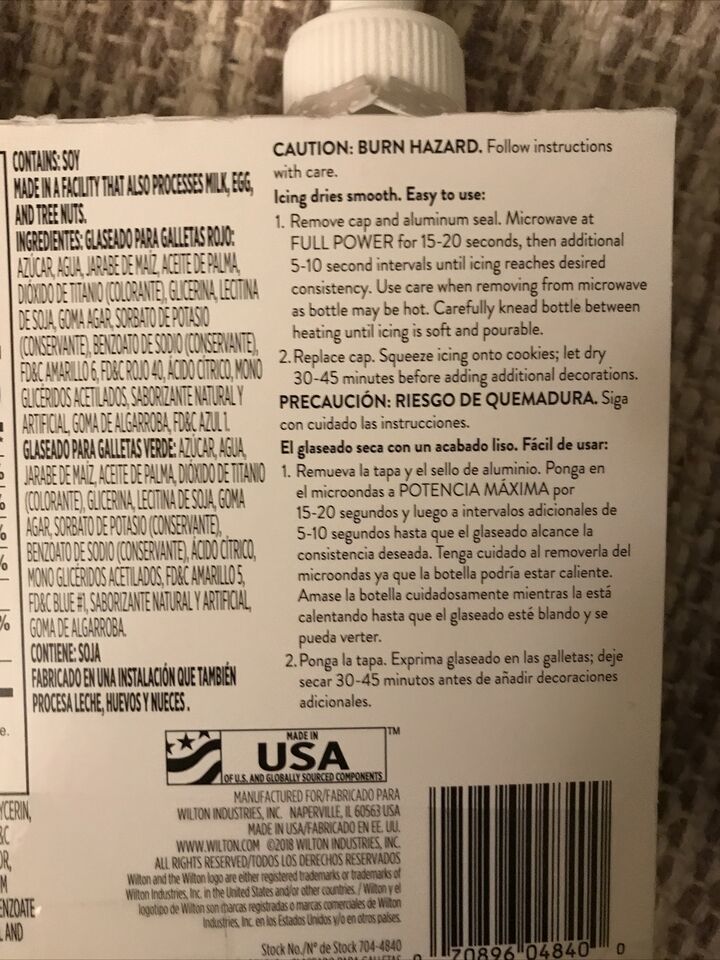 CONTAINS: SOY
MADE IN A FACILITY THAT ALSO PROCESSES MILK, EGG,
AND TREE NUTS.
INGREDIENTES: GLASEADO PARA GALLETAS ROJO:
AZÚCAR, AGUA, JARABE DE MAÍZ, ACEITE DE PALMA,
DIÓXIDO DE TITANIO (COLORANTE), GLICERINA, LECITINA
DE SOJA, GOMA AGAR, SORBATO DE POTASIO
(CONSERVANTE), BENZOATO DE SODIO (CONSERVANTE),
FD&C AMARILLO 6, FD&C ROJO 40, ÁCIDO CÍTRICO, MONO
GLICÉRIDOS ACETILADOS, SABORIZANTE NATURAL Y
ARTIFICIAL, GOMA DE ALGARROBA, FD&C AZUL 1.
GLASEADO PARA GALLETAS VERDE: AZÚCAR, AGUA,
JARABE DE MAÍZ, ACEITE DE PALMA, DIÓXIDO DE TITANIO
(COLORANTE), GLICERINA, LECITINA DE SOJA, GOMA
AGAR, SORBATO DE POTASIO (CONSERVANTE),
BENZOATO DE SODIO (CONSERVANTE), ÁCIDO CÍTRICO,
MONO GLICÉRIDOS ACETILADOS, FD&C AMARILLO 5,
FD&C BLUE #1, SABORIZANTE NATURAL Y ARTIFICIAL,
GOMA DE ALGARROBA.
CONTIENE: SOJA
FABRICADO EN UNA INSTALACIÓN QUE TAMBIÉN
PROCESA LECHE, HUEVOS Y NUECES.
CAUTION: BURN HAZARD. Follow instructions
with care.
Icing dries smooth. Easy to use:
1. Remove cap and aluminum seal. Microwave at
FULL POWER for 15-20 seconds, then additional
5-10 second intervals until icing reaches desired
consistency. Use care when removing from microwave
as bottle may be hot. Carefully knead bottle between
heating until icing is soft and pourable.
2. Replace cap. Squeeze icing onto cookies; let dry
30-45 minutes before adding additional decorations.
PRECAUCIÓN: RIESGO DE QUEMADURA. Siga
con cuidado las instrucciones.
El glaseado seca con un acabado liso. Fácil de usar:
1. Remueva la tapa y el sello de aluminio. Ponga en
el microondas a POTENCIA MÁXIMA por
15-20 segundos y luego a intervalos adicionales de
5-10 segundos hasta que el glaseado alcance la
consistencia deseada. Tenga cuidado al removerla del
microondas ya que la botella podría estar caliente.
Amase la botella cuidadosamente mientras la está
calentando hasta que el glaseado esté blando y se
pueda verter.
2. Ponga la tapa. Exprima glaseado en las galletas; deje
secar 30-45 minutos antes de añadir decoraciones
adicionales.
MADE IN
USA
OF U.S. AND GLOBALLY SOURCED COMPONENTS
TM
MANUFACTURED FOR/FABRICADO PARA
WILTON INDUSTRIES, INC. NAPERVILLE, IL 60563 USA
MADE IN USA/FABRICADO EN EE. UU.
WWW.WILTON.COM ©2018 WILTON INDUSTRIES, INC.
ALL RIGHTS RESERVED/TODOS LOS DERECHOS RESERVADOS
Wilton and the Wilton logo are either registered trademarks or trademarks of
Wilton Industries, Inc. in the United States and/or other countries. / Wilton y el
logotipo de Wilton son marcas registradas o marcas comerciales de Wilton
Industries, Inc. en los Estados Unidos y/o en otros países.
Stock No./N° de Stock 704-4840
0 70896 04840 0